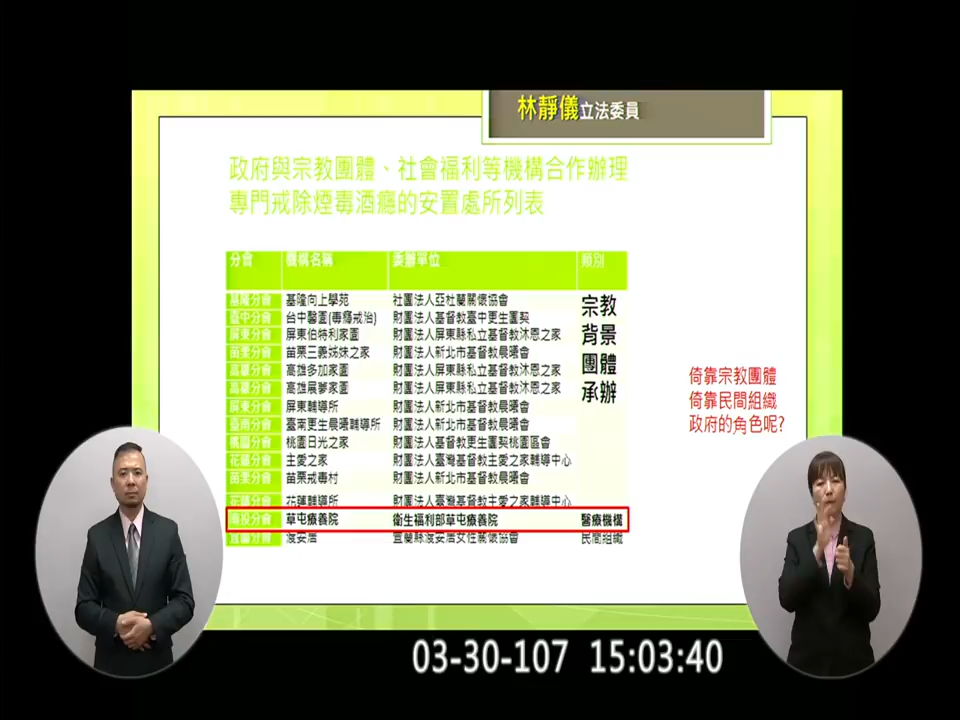 林靜儀立法委員
政府與宗教團體、社會福利等機構合作辦理
專門戒除煙毒酒癮的安置處所列表
分會 機構名稱 委辦單位 類別
基隆分會 基隆向上學苑 社團法人亞杜蘭關懷協會
臺中分會 台中馨園(專癮戒治) 財團法人基督教臺中更生團契
屏東分會 屏東伯特利家園 財團法人屏東縣私立基督教沐恩之家
苗栗分會 苗栗三義姊妹之家 財團法人新北市基督教晨曦會
高雄分會 高雄多加家園 財團法人屏東縣私立基督教沐恩之家
高雄分會 高雄展夢家園 財團法人屏東縣私立基督教沐恩之家
屏東分會 屏東輔導所 財團法人新北市基督教晨曦會
臺南分會 臺南更生晨曦輔導所 財團法人新北市基督教晨曦會
桃園分會 桃園日光之家 財團法人基督教更生團契桃園區會
花蓮分會 主愛之家 財團法人臺灣基督教主愛之家輔導中心
苗栗分會 苗栗戒毒村 財團法人新北市基督教晨曦會
花蓮分會 花蓮輔導所 財團法人臺灣基督教主愛之家輔導中心
宗教
背景
團體
承辦
南投分會 草屯療養院 衛生福利部草屯療養院 醫療機構
宜蘭分會 渡安居 宜蘭縣渡安居女性關懷協會 民間組織
倚靠宗教團體
倚靠民間組織
政府的角色呢?
03-30-107 15:03:40